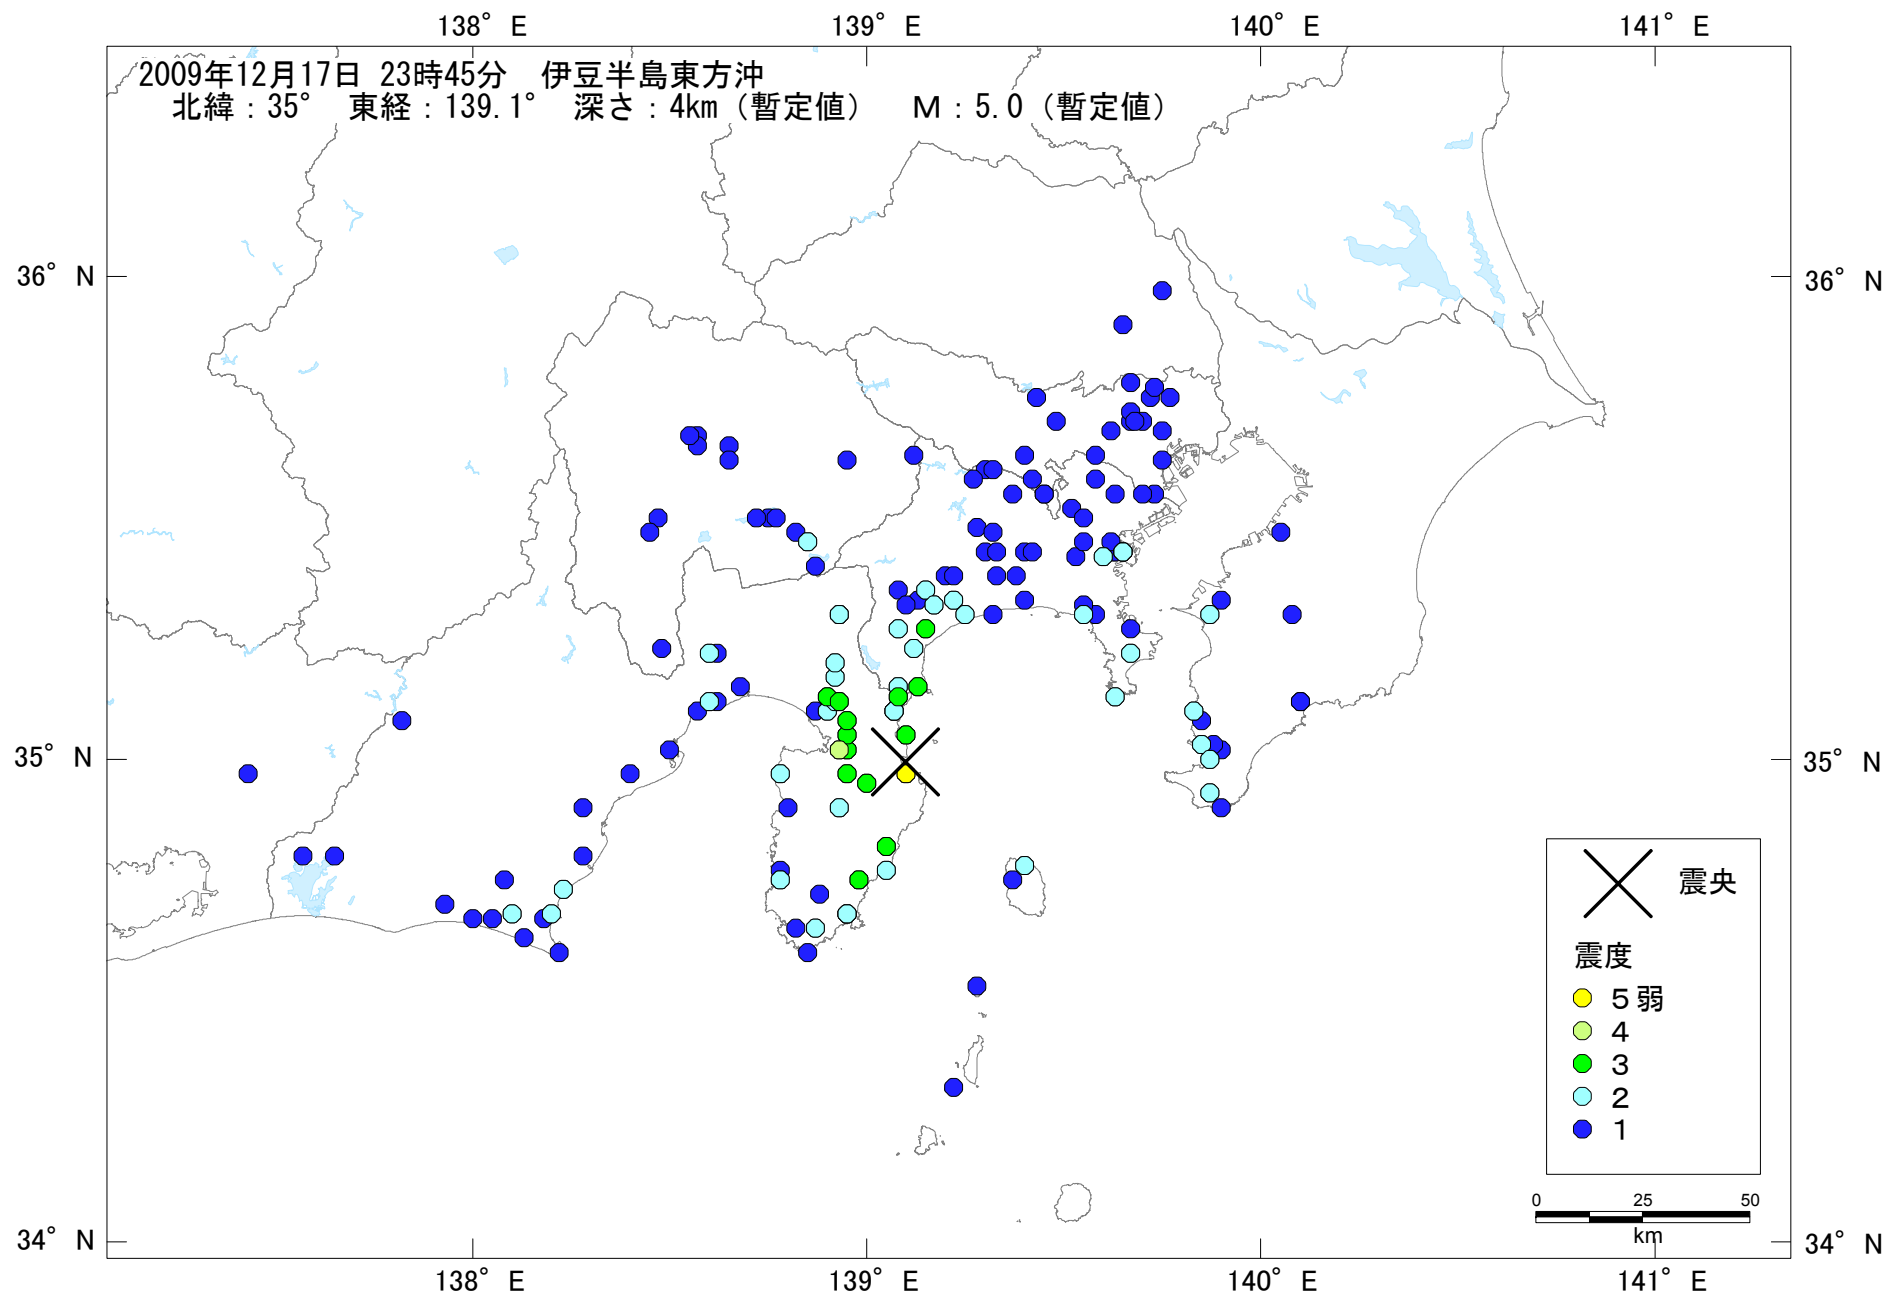 138° E 139° E 140° E 141° E
2009年12月17日 23時45分 伊豆半島東方沖
北緯：35° 東経：139.1° 深さ：4km（暫定値） Ｍ：5.0（暫定値）
36° N 36° N
35° N 35° N
震央
震度
５弱
４
３
２
１
0 25 50
km
34° N 34° N
138° E 139° E 140° E 141° E